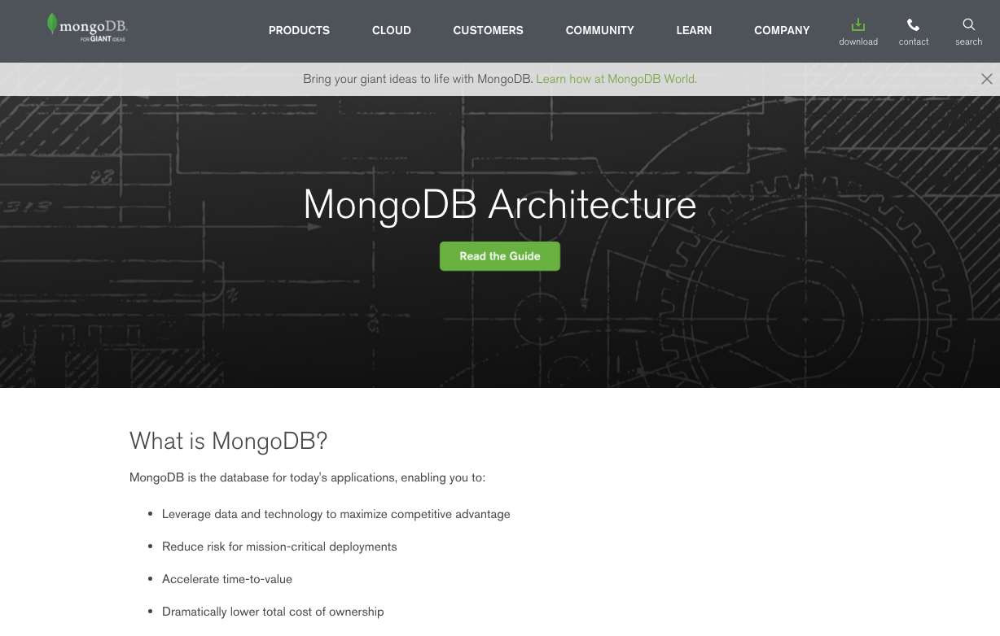 mongoDB.
FOR GIANT IDEAS
PRODUCTS
CLOUD
CUSTOMERS
COMMUNITY
LEARN
COMPANY
download
contact
search
Bring your giant ideas to life with MongoDB. Learn how at MongoDB World.
MongoDB Architecture
Read the Guide
What is MongoDB?
MongoDB is the database for today's applications, enabling you to:
• Leverage data and technology to maximize competitive advantage
• Reduce risk for mission-critical deployments
• Accelerate time-to-value
• Dramatically lower total cost of ownership